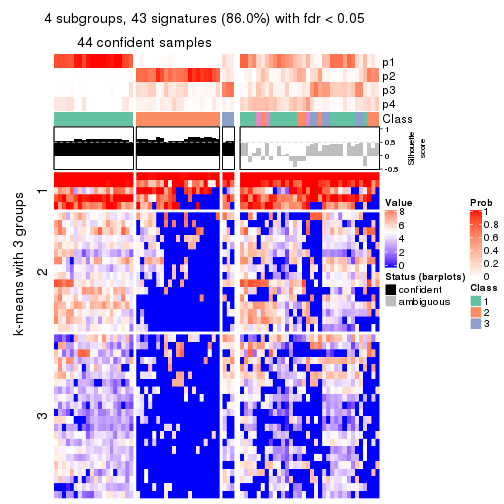 4 subgroups, 43 signatures (86.0%) with fdr < 0.05
44 confident samples
p1
p2
p3
p4
Class
1
0.5
0
-0.5
Silhouette
score
k-means with 3 groups
1
2
3
Value
8
6
4
2
0
Status (barplots)
confident
ambiguous
Prob
1
0.8
0.6
0.4
0.2
0
Class
1
2
3